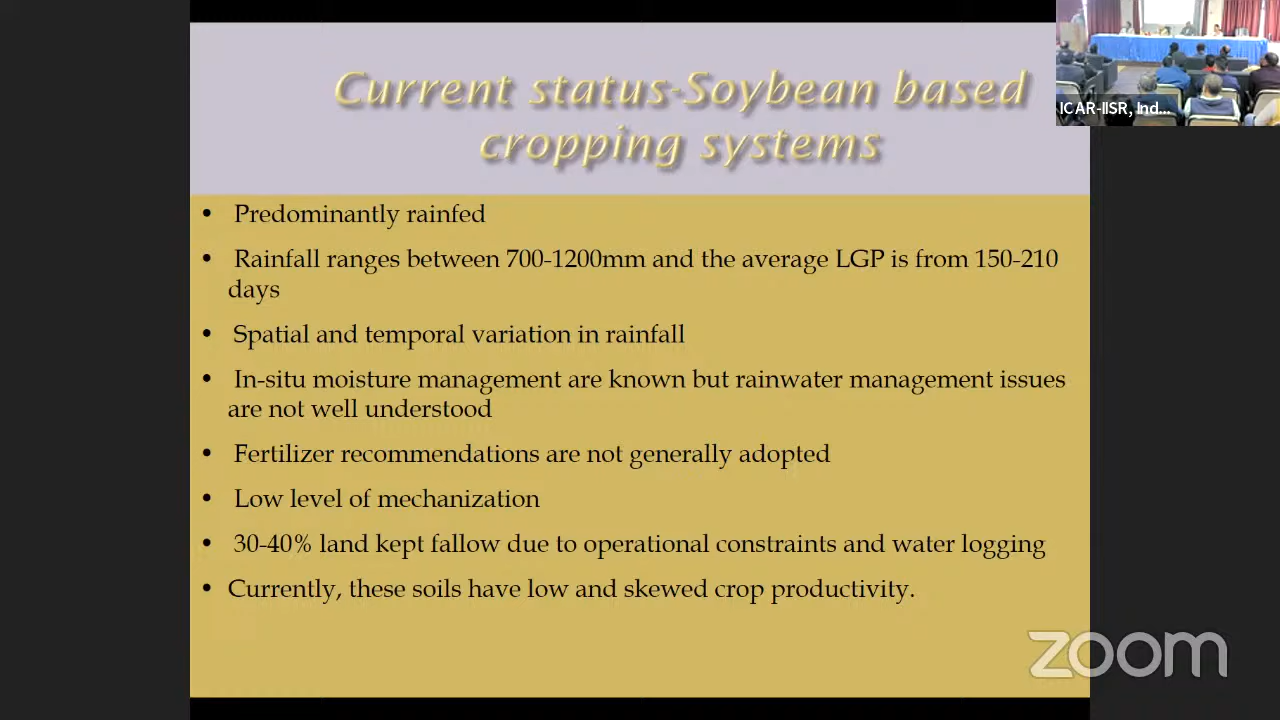 Current status-Soybean based
cropping systems
ICAR-IISR, Ind...
• Predominantly rainfed
• Rainfall ranges between 700-1200mm and the average LGP is from 150-210
days
• Spatial and temporal variation in rainfall
• In-situ moisture management are known but rainwater management issues
are not well understood
• Fertilizer recommendations are not generally adopted
• Low level of mechanization
• 30-40% land kept fallow due to operational constraints and water logging
• Currently, these soils have low and skewed crop productivity.
zoom